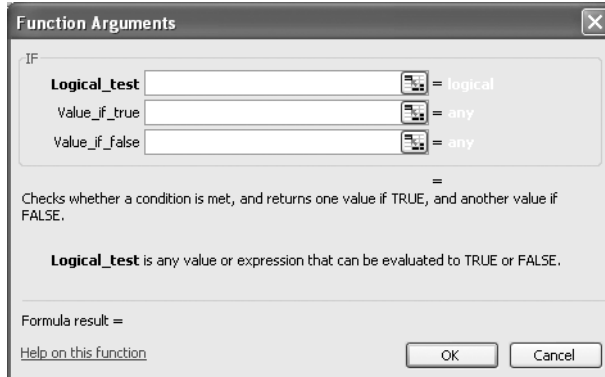 Function Arguments
IF
Logical_test = logical
Value_if_true = any
Value_if_false = any
=
Checks whether a condition is met, and returns one value if TRUE, and another value if
FALSE.
Logical_test is any value or expression that can be evaluated to TRUE or FALSE.
Formula result =
Help on this function
OK Cancel